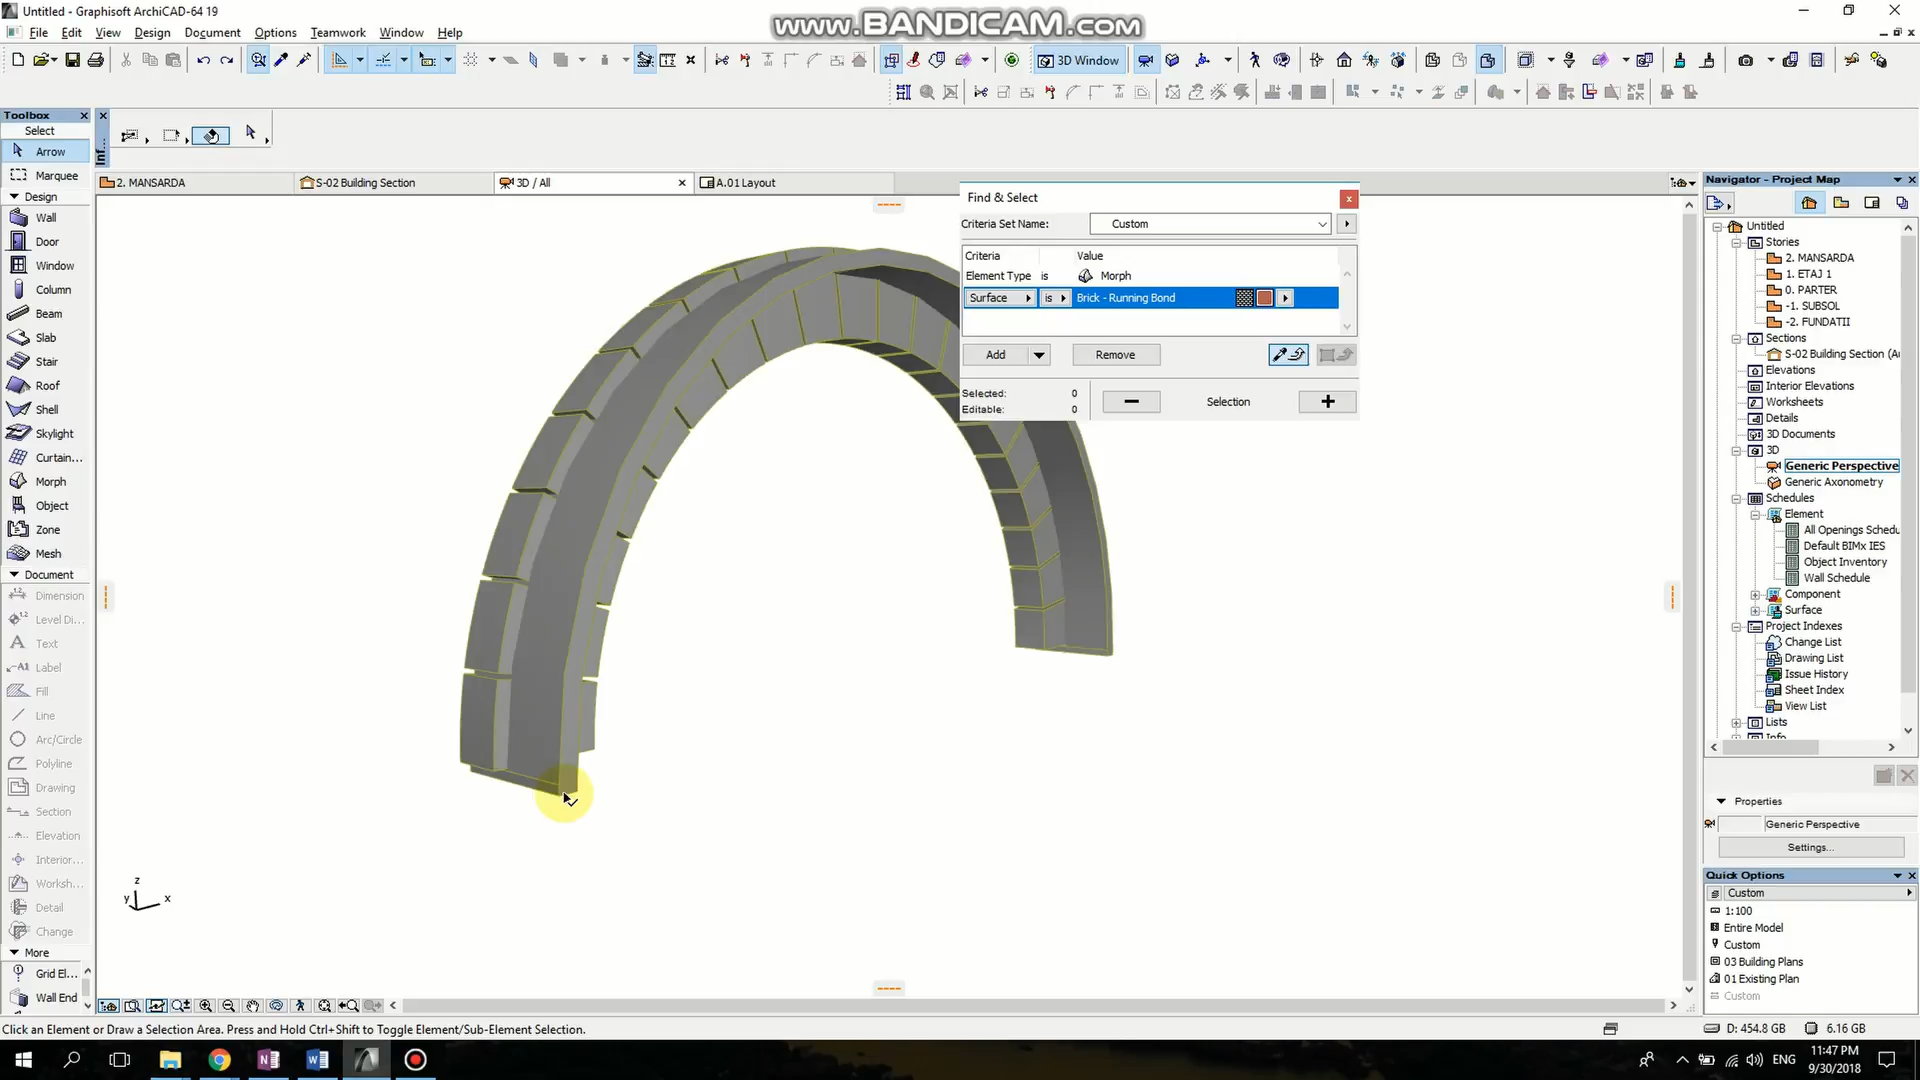 Untitled - Graphisoft ArchiCAD-64 19
www.BANDICAM.com
File Edit View Design Document Options Teamwork Window Help
3D Window
Toolbox
Select
Arrow
Marquee
Design
Wall
Door
Window
Column
Beam
Slab
Stair
Roof
Shell
Skylight
Curtain...
Morph
Object
Zone
Mesh
Document
Dimension
Level Di...
Text
Label
Fill
Line
Arc/Circle
Polyline
Drawing
Section
Elevation
Interior...
Worksh...
Detail
Change
More
Grid El...
Wall End
2. MANSARDA
S-02 Building Section
3D / All
A.01 Layout
Find & Select
Criteria Set Name: Custom
Criteria Value
Element Type is Morph
Surface is Brick - Running Bond
Add Remove
Selected: 0
Editable: 0
Selection
z
y x
Navigator - Project Map
Untitled
Stories
2. MANSARDA
1. ETAJ 1
0. PARTER
-1. SUBSOL
-2. FUNDATII
Sections
S-02 Building Section (Au
Elevations
Interior Elevations
Worksheets
Details
3D Documents
3D
Generic Perspective
Generic Axonometry
Schedules
Element
All Openings Schedu
Default BIMx IES
Object Inventory
Wall Schedule
Component
Surface
Project Indexes
Change List
Drawing List
Issue History
Sheet Index
View List
Lists
Info
Properties
Generic Perspective
Settings...
Quick Options
Custom
1:100
Entire Model
Custom
03 Building Plans
01 Existing Plan
Custom
Click an Element or Draw a Selection Area. Press and Hold Ctrl+Shift to Toggle Element/Sub-Element Selection.
D: 454.8 GB 6.16 GB
ENG
11:47 PM
9/30/2018